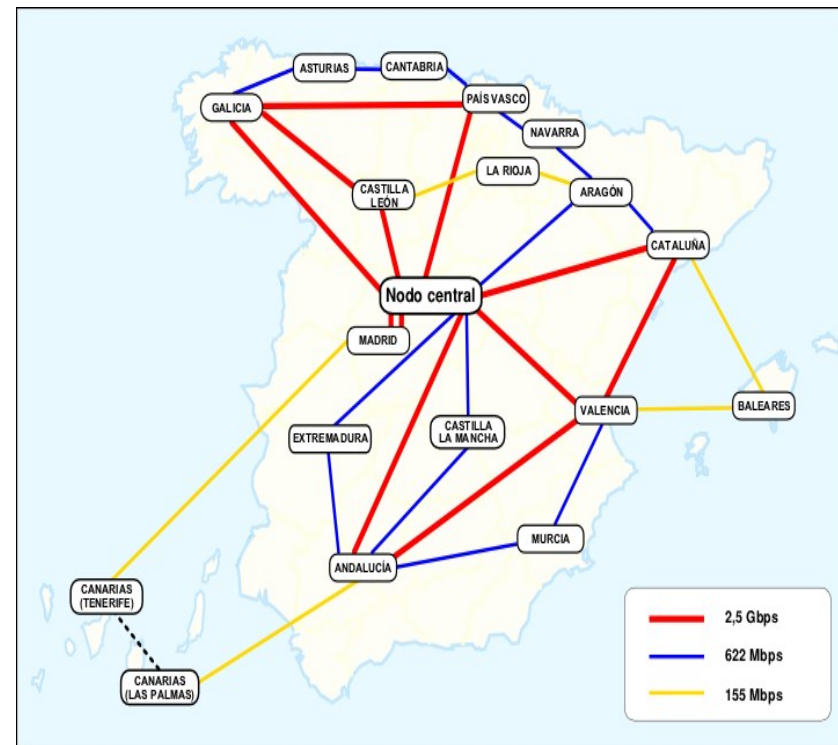 ASTURIAS
CANTABRIA
GALICIA
PAÍS VASCO
NAVARRA
LA RIOJA
CASTILLA
LEÓN
ARAGÓN
CATALUÑA
Nodo central
MADRID
BALEARES
VALENCIA
EXTREMADURA
CASTILLA
LA MANCHA
MURCIA
ANDALUCÍA
CANARIAS
(TENERIFE)
CANARIAS
(LAS PALMAS)
2,5 Gbps
622 Mbps
155 Mbps